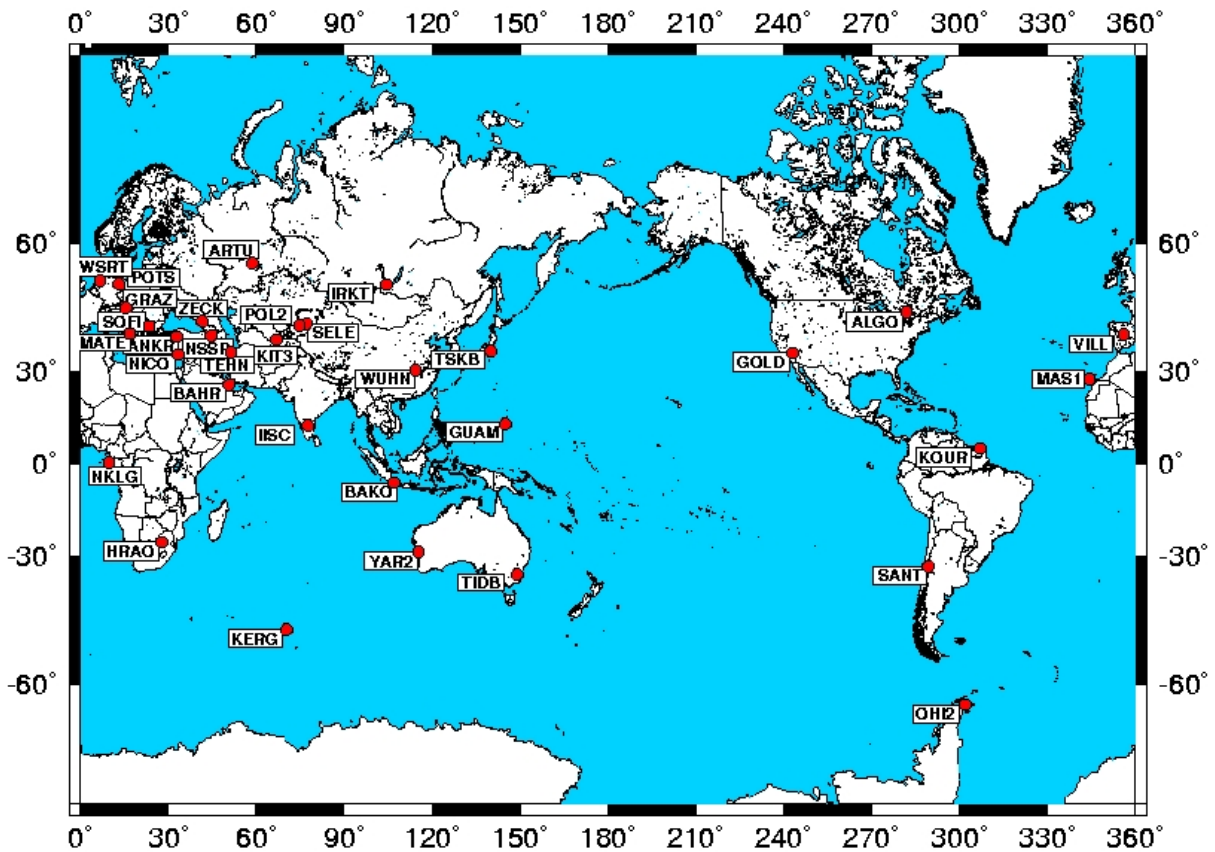 0° 30° 60° 90° 120° 150° 180° 210° 240° 270° 300° 330° 360°
60° 60°
ARTU
WSRT
POTS
IRKT
GRAZ
ZECK
POL2
SOFI
ALGO
SELE
MATE
ANKR
NSSP
VILL
NICO
TEHN
KIT3
TSKB
GOLD
30° 30°
WUHN
MAS1
BAHR
IISC
GUAM
KOUR
0° 0°
NKLG
BAKO
HRAO
-30° -30°
YAR2
SANT
TIDB
KERG
-60° -60°
OHI2
0° 30° 60° 90° 120° 150° 180° 210° 240° 270° 300° 330° 360°